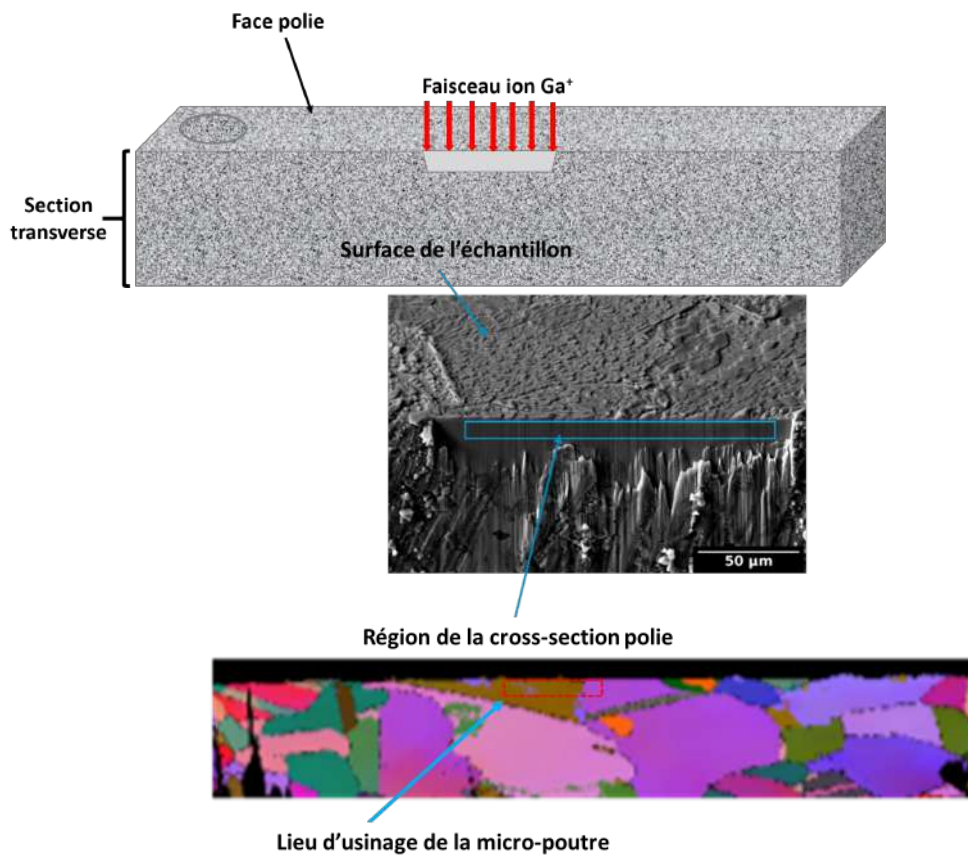 Face polie
Faisceau ion Ga⁺
Section
transverse
Surface de l'échantillon
50 µm
Région de la cross-section polie
Lieu d'usinage de la micro-poutre